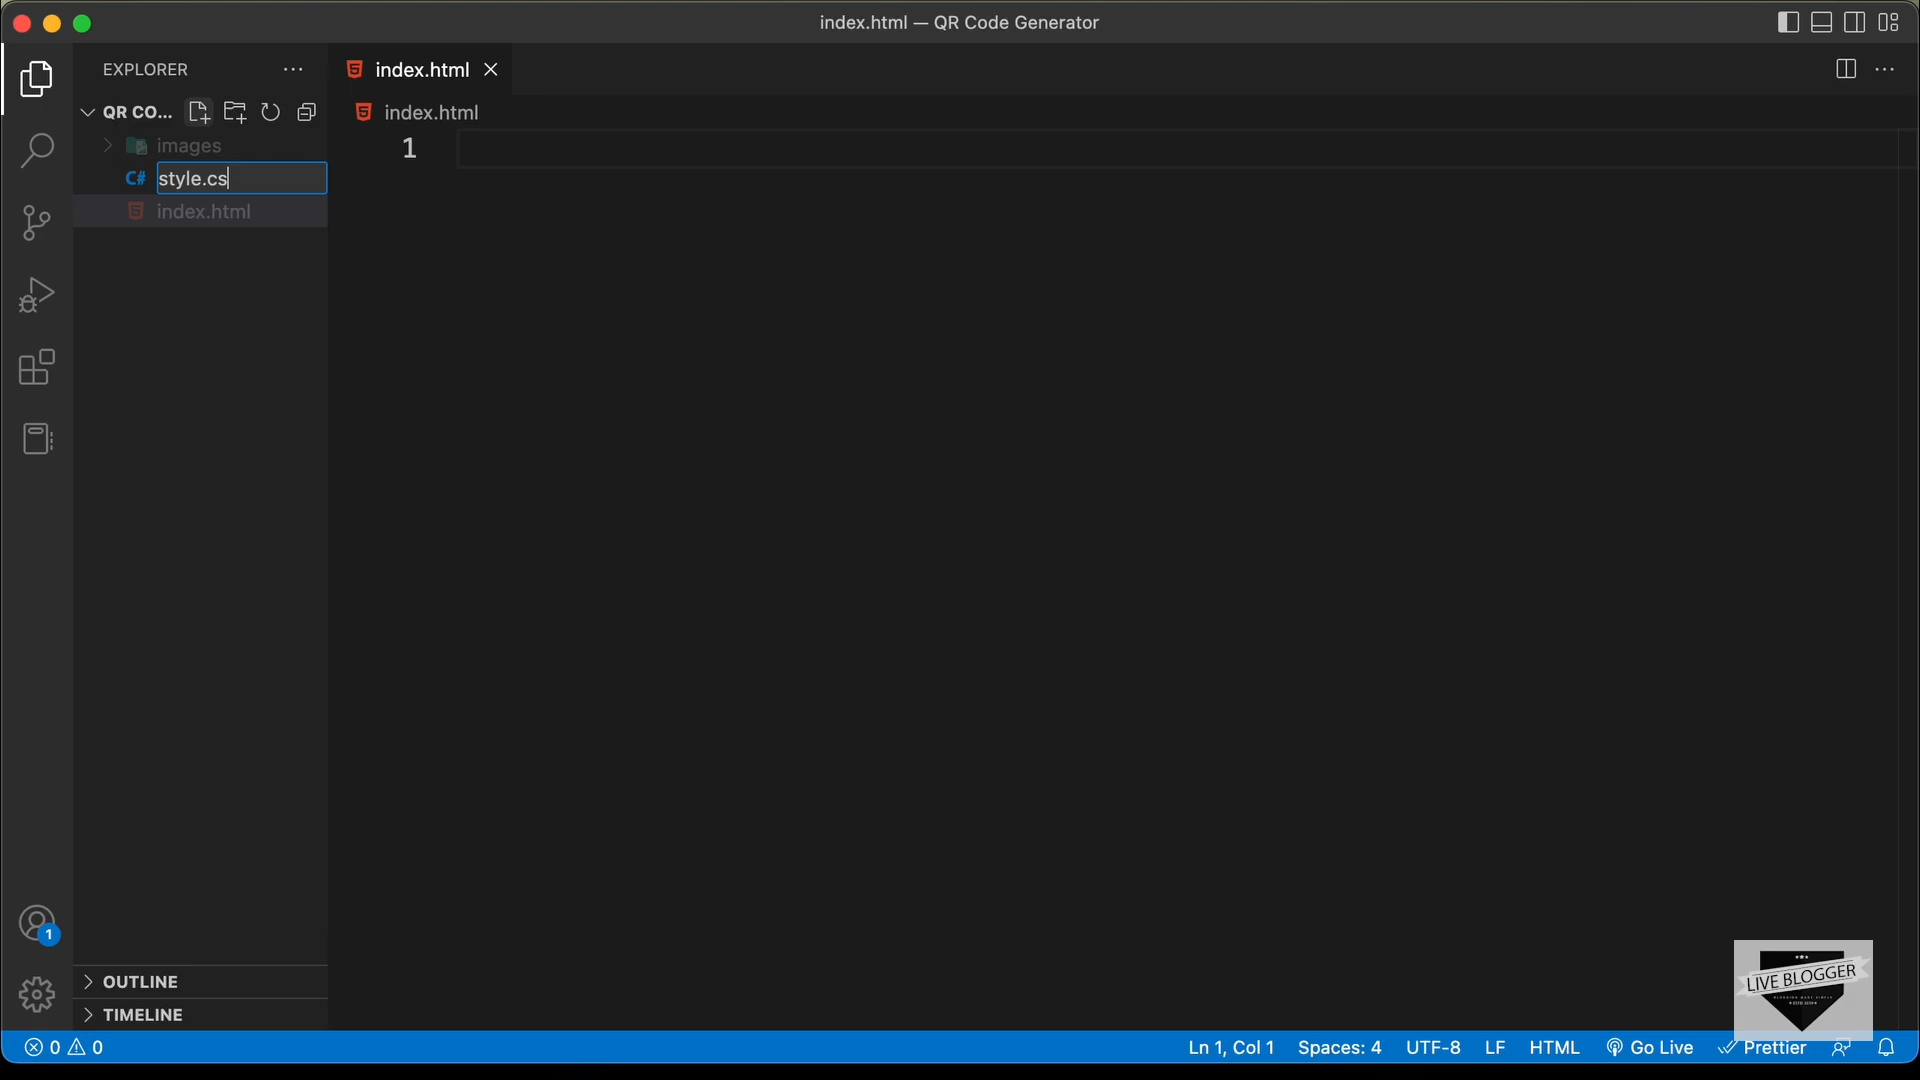 index.html — QR Code Generator
EXPLORER
index.html
QR CO...
index.html
images
1
C# style.cs
index.html
1
OUTLINE
TIMELINE
LIVE BLOGGER
0 0
Ln 1, Col 1 Spaces: 4 UTF-8 LF HTML Go Live Prettier